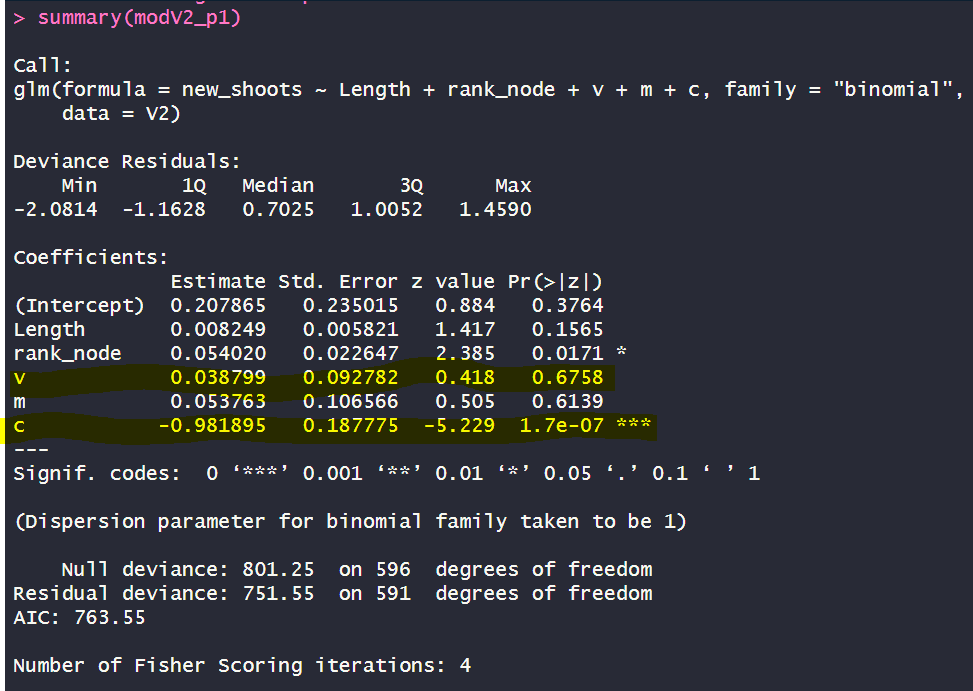 > summary(modV2_p1)
Call:
glm(formula = new_shoots ~ Length + rank_node + v + m + c, family = "binomial",
    data = V2)
Deviance Residuals:
    Min       1Q   Median       3Q      Max
-2.0814  -1.1628   0.7025   1.0052   1.4590
Coefficients:
             Estimate Std. Error z value Pr(>|z|)
(Intercept)  0.207865   0.235015   0.884   0.3764
Length       0.008249   0.005821   1.417   0.1565
rank_node    0.054020   0.022647   2.385   0.0171 *
v            0.038799   0.092782   0.418   0.6758
m            0.053763   0.106566   0.505   0.6139
c           -0.981895   0.187775  -5.229  1.7e-07 ***
---
Signif. codes:  0 ‘***’ 0.001 ‘**’ 0.01 ‘*’ 0.05 ‘.’ 0.1 ‘ ’ 1
(Dispersion parameter for binomial family taken to be 1)
    Null deviance: 801.25  on 596  degrees of freedom
Residual deviance: 751.55  on 591  degrees of freedom
AIC: 763.55
Number of Fisher Scoring iterations: 4